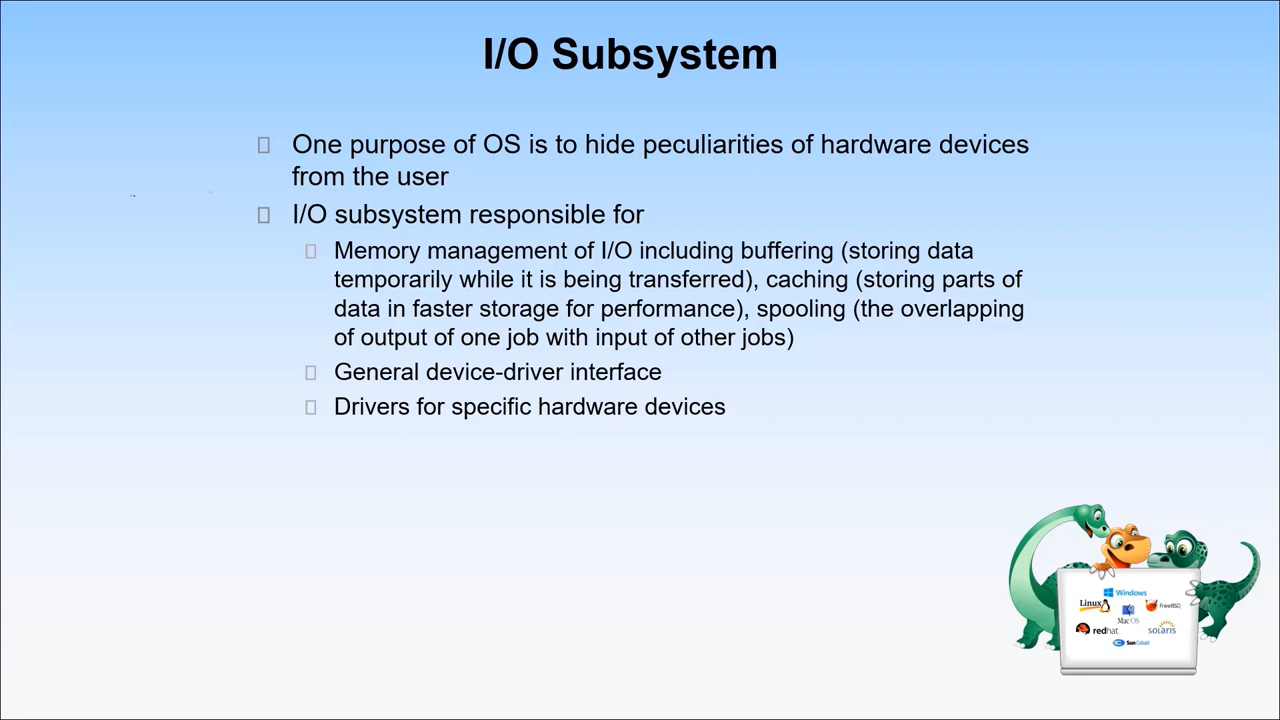 I/O Subsystem
One purpose of OS is to hide peculiarities of hardware devices
from the user
I/O subsystem responsible for
Memory management of I/O including buffering (storing data
temporarily while it is being transferred), caching (storing parts of
data in faster storage for performance), spooling (the overlapping
of output of one job with input of other jobs)
General device-driver interface
Drivers for specific hardware devices
Windows
Linux
FreeBSD
Mac OS
redhat
solaris
Sun Cobalt